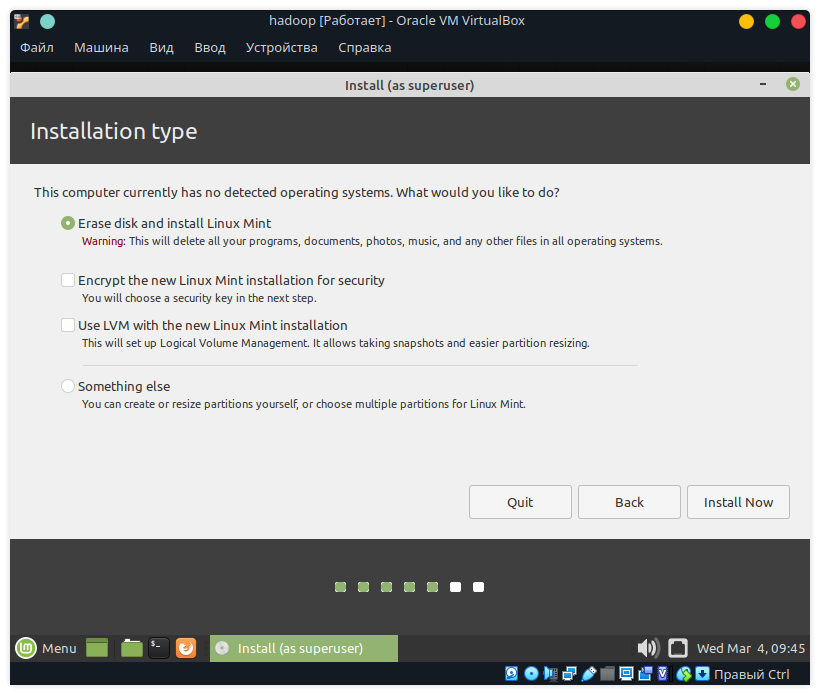 hadoop [Работает] - Oracle VM VirtualBox
Файл Машина Вид Ввод Устройства Справка
Install (as superuser)
Installation type
This computer currently has no detected operating systems. What would you like to do?
Erase disk and install Linux Mint
Warning: This will delete all your programs, documents, photos, music, and any other files in all operating systems.
Encrypt the new Linux Mint installation for security
You will choose a security key in the next step.
Use LVM with the new Linux Mint installation
This will set up Logical Volume Management. It allows taking snapshots and easier partition resizing.
Something else
You can create or resize partitions yourself, or choose multiple partitions for Linux Mint.
Quit Back Install Now
Menu Install (as superuser) Wed Mar 4, 09:45
Правый Ctrl